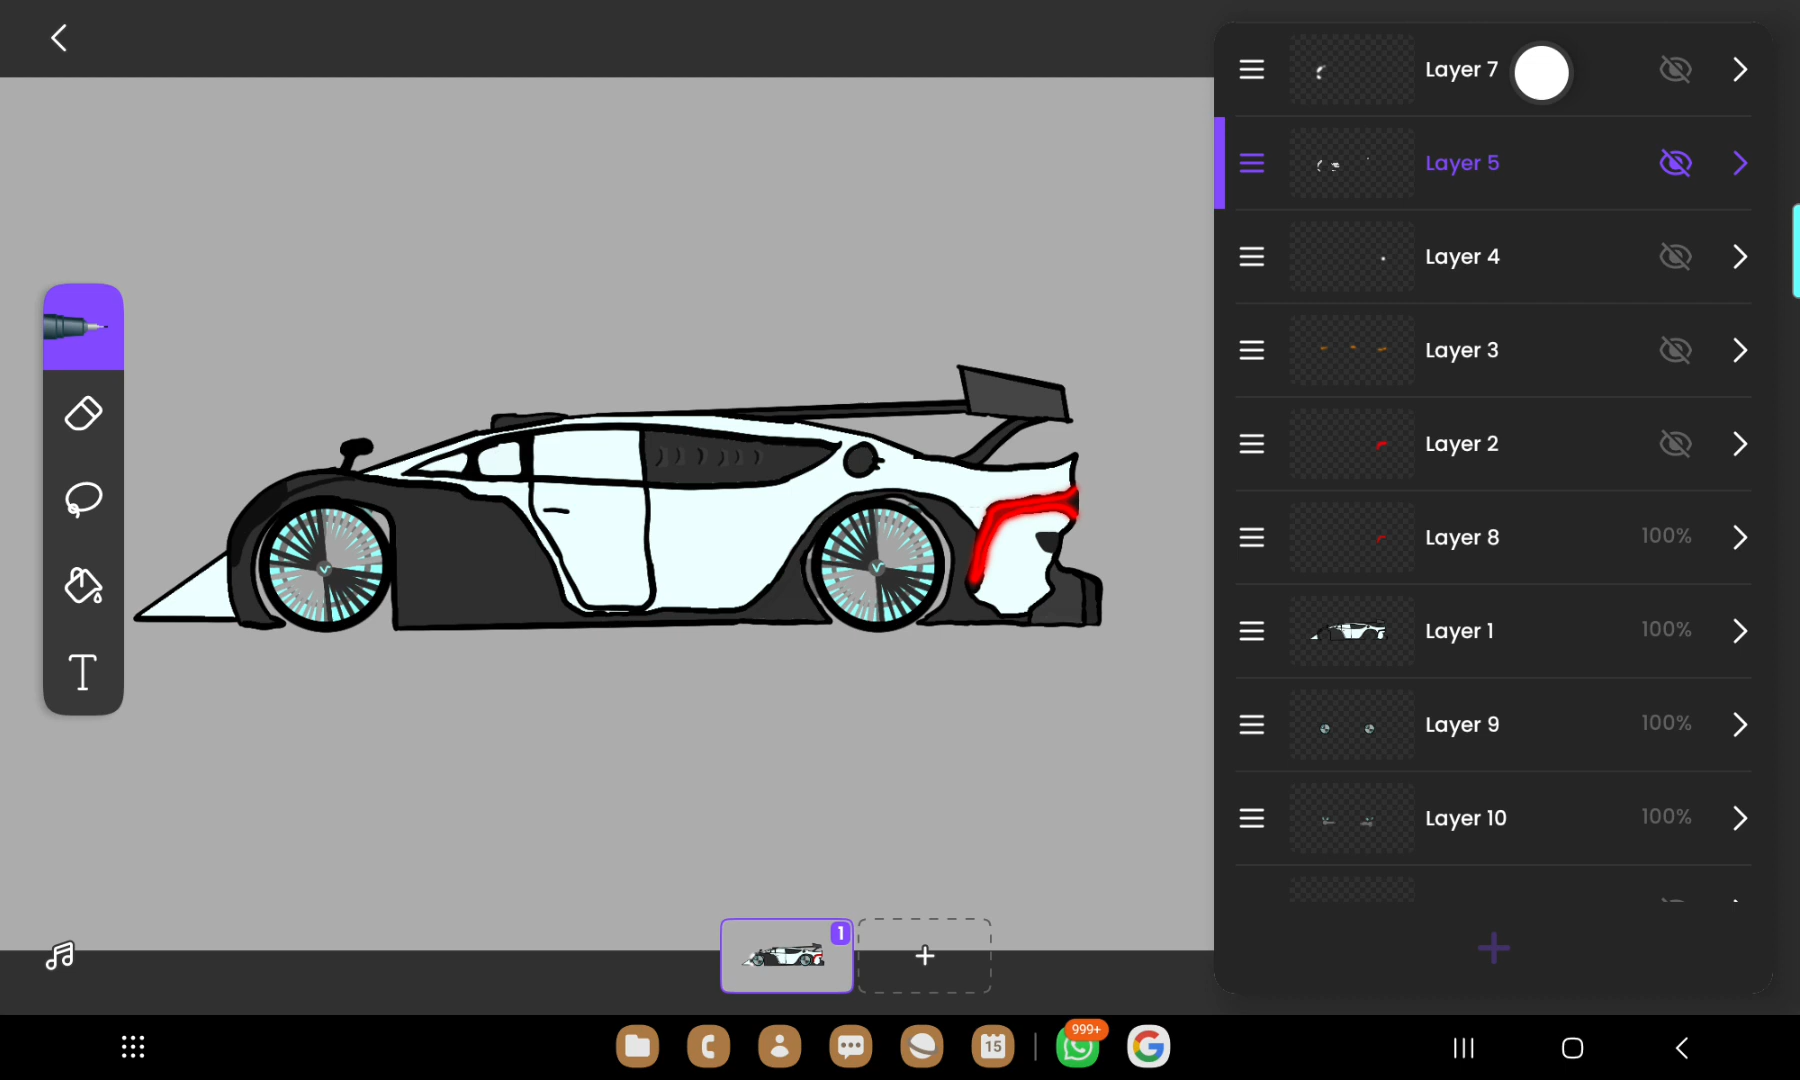 Layer 7
Layer 5
Layer 4
Layer 3
Layer 2
Layer 8 100%
Layer 1 100%
Layer 9 100%
Layer 10 100%
T
1
15
999+
G